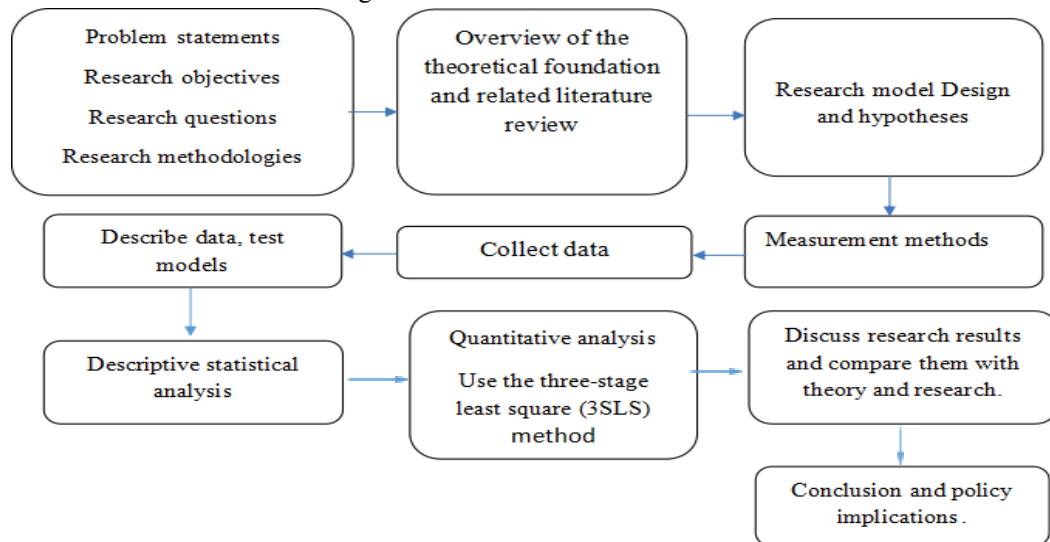 Problem statements
Research objectives
Research questions
Research methodologies
Overview of the
theoretical foundation
and related literature
review
Research model Design
and hypotheses
Measurement methods
Collect data
Describe data, test
models
Descriptive statistical
analysis
Quantitative analysis
Use the three-stage
least square (3SLS)
method
Discuss research results
and compare them with
theory and research.
Conclusion and policy
implications .